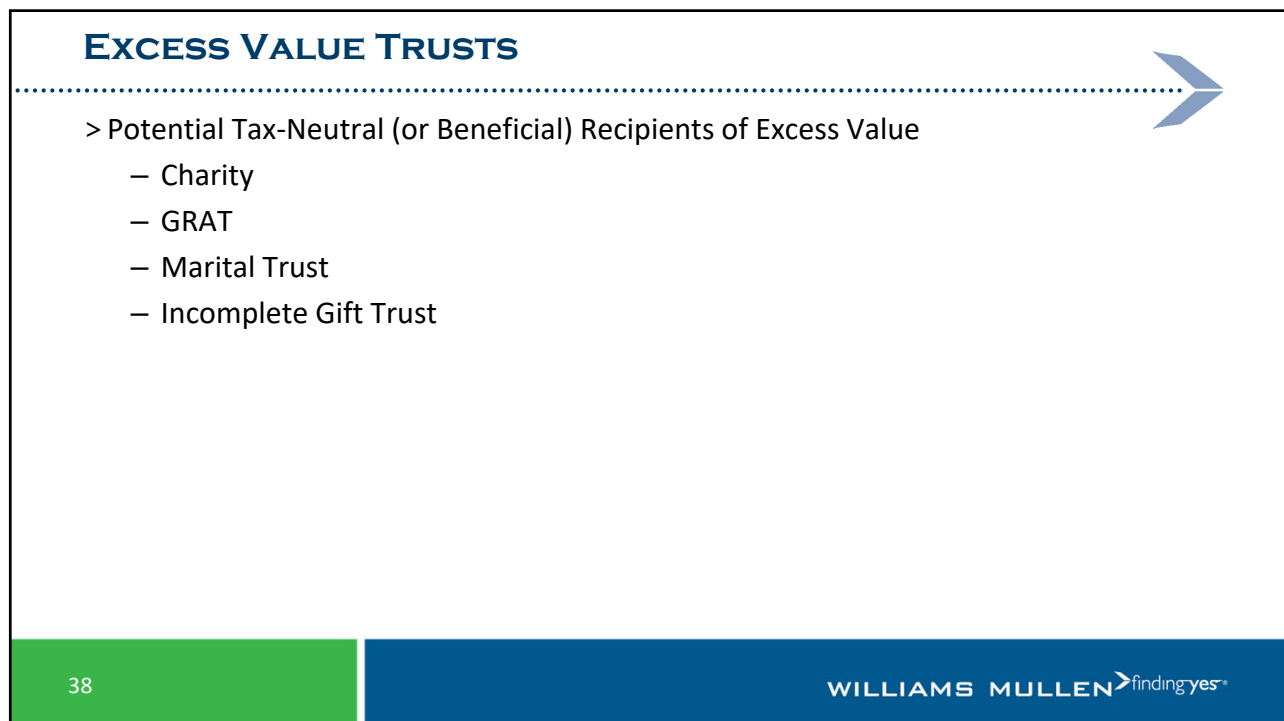 EXCESS VALUE TRUSTS
> Potential Tax-Neutral (or Beneficial) Recipients of Excess Value
– Charity
– GRAT
– Marital Trust
– Incomplete Gift Trust
38
WILLIAMS MULLEN finding yes